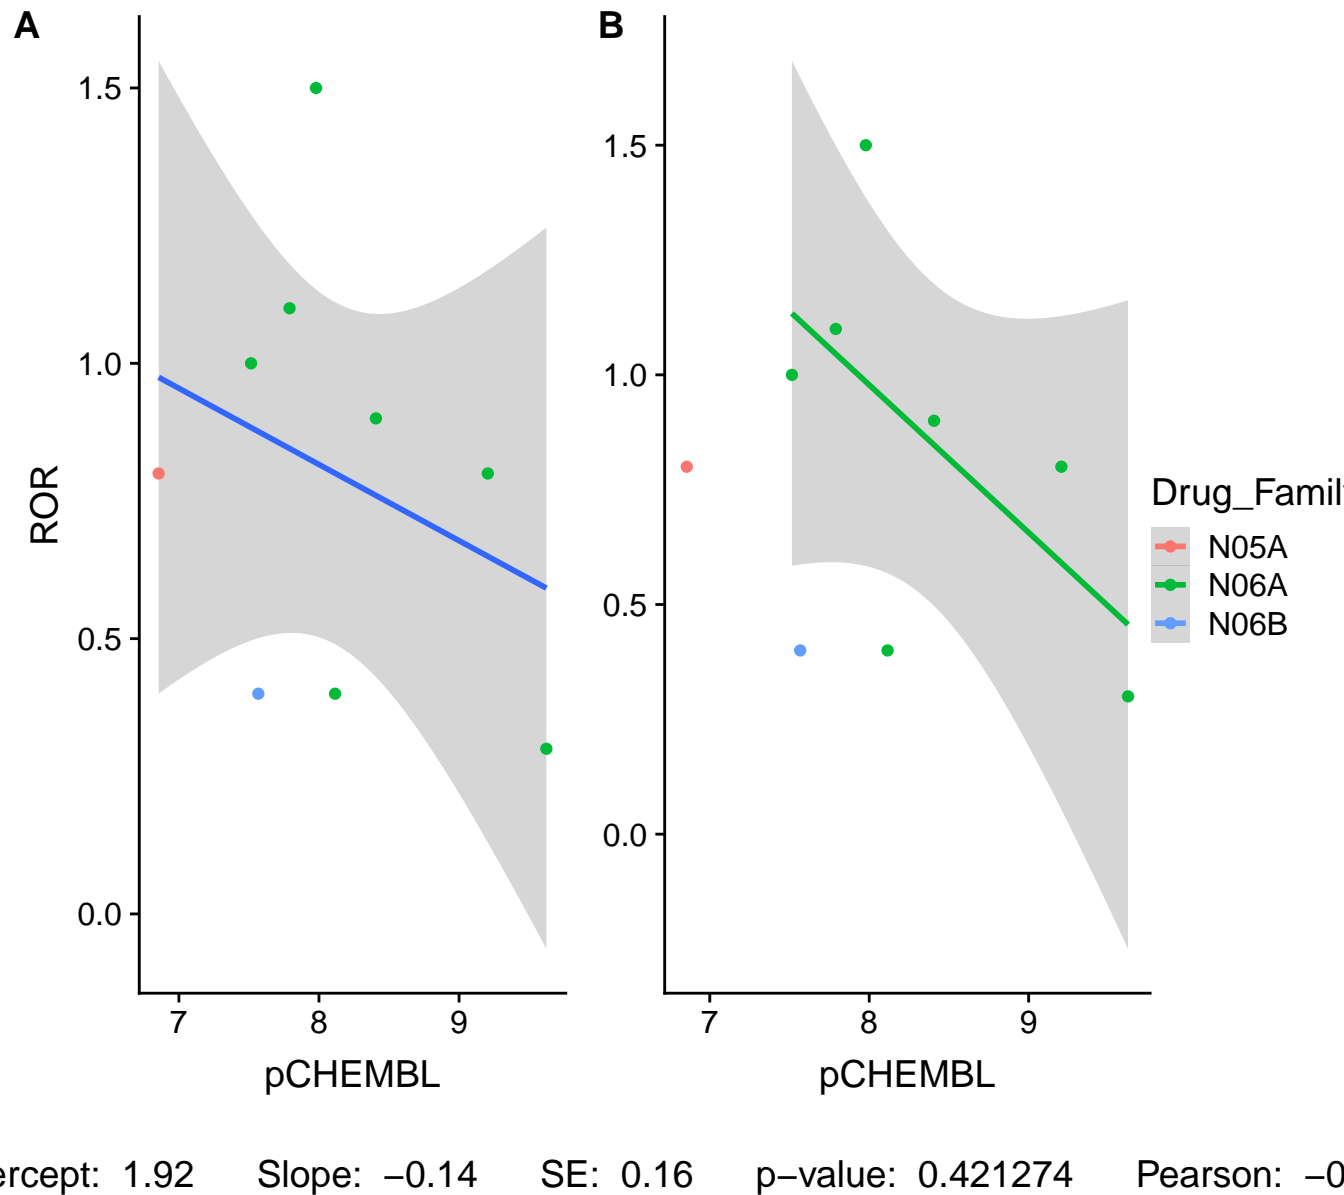 A
B
1.5
1.0
0.5
0.0
ROR
7 8 9
pCHEMBL
1.5
1.0
0.5
0.0
7 8 9
pCHEMBL
Drug_Famil
N05A
N06A
N06B
ercept: 1.92 Slope: −0.14 SE: 0.16 p−value: 0.421274 Pearson: −0